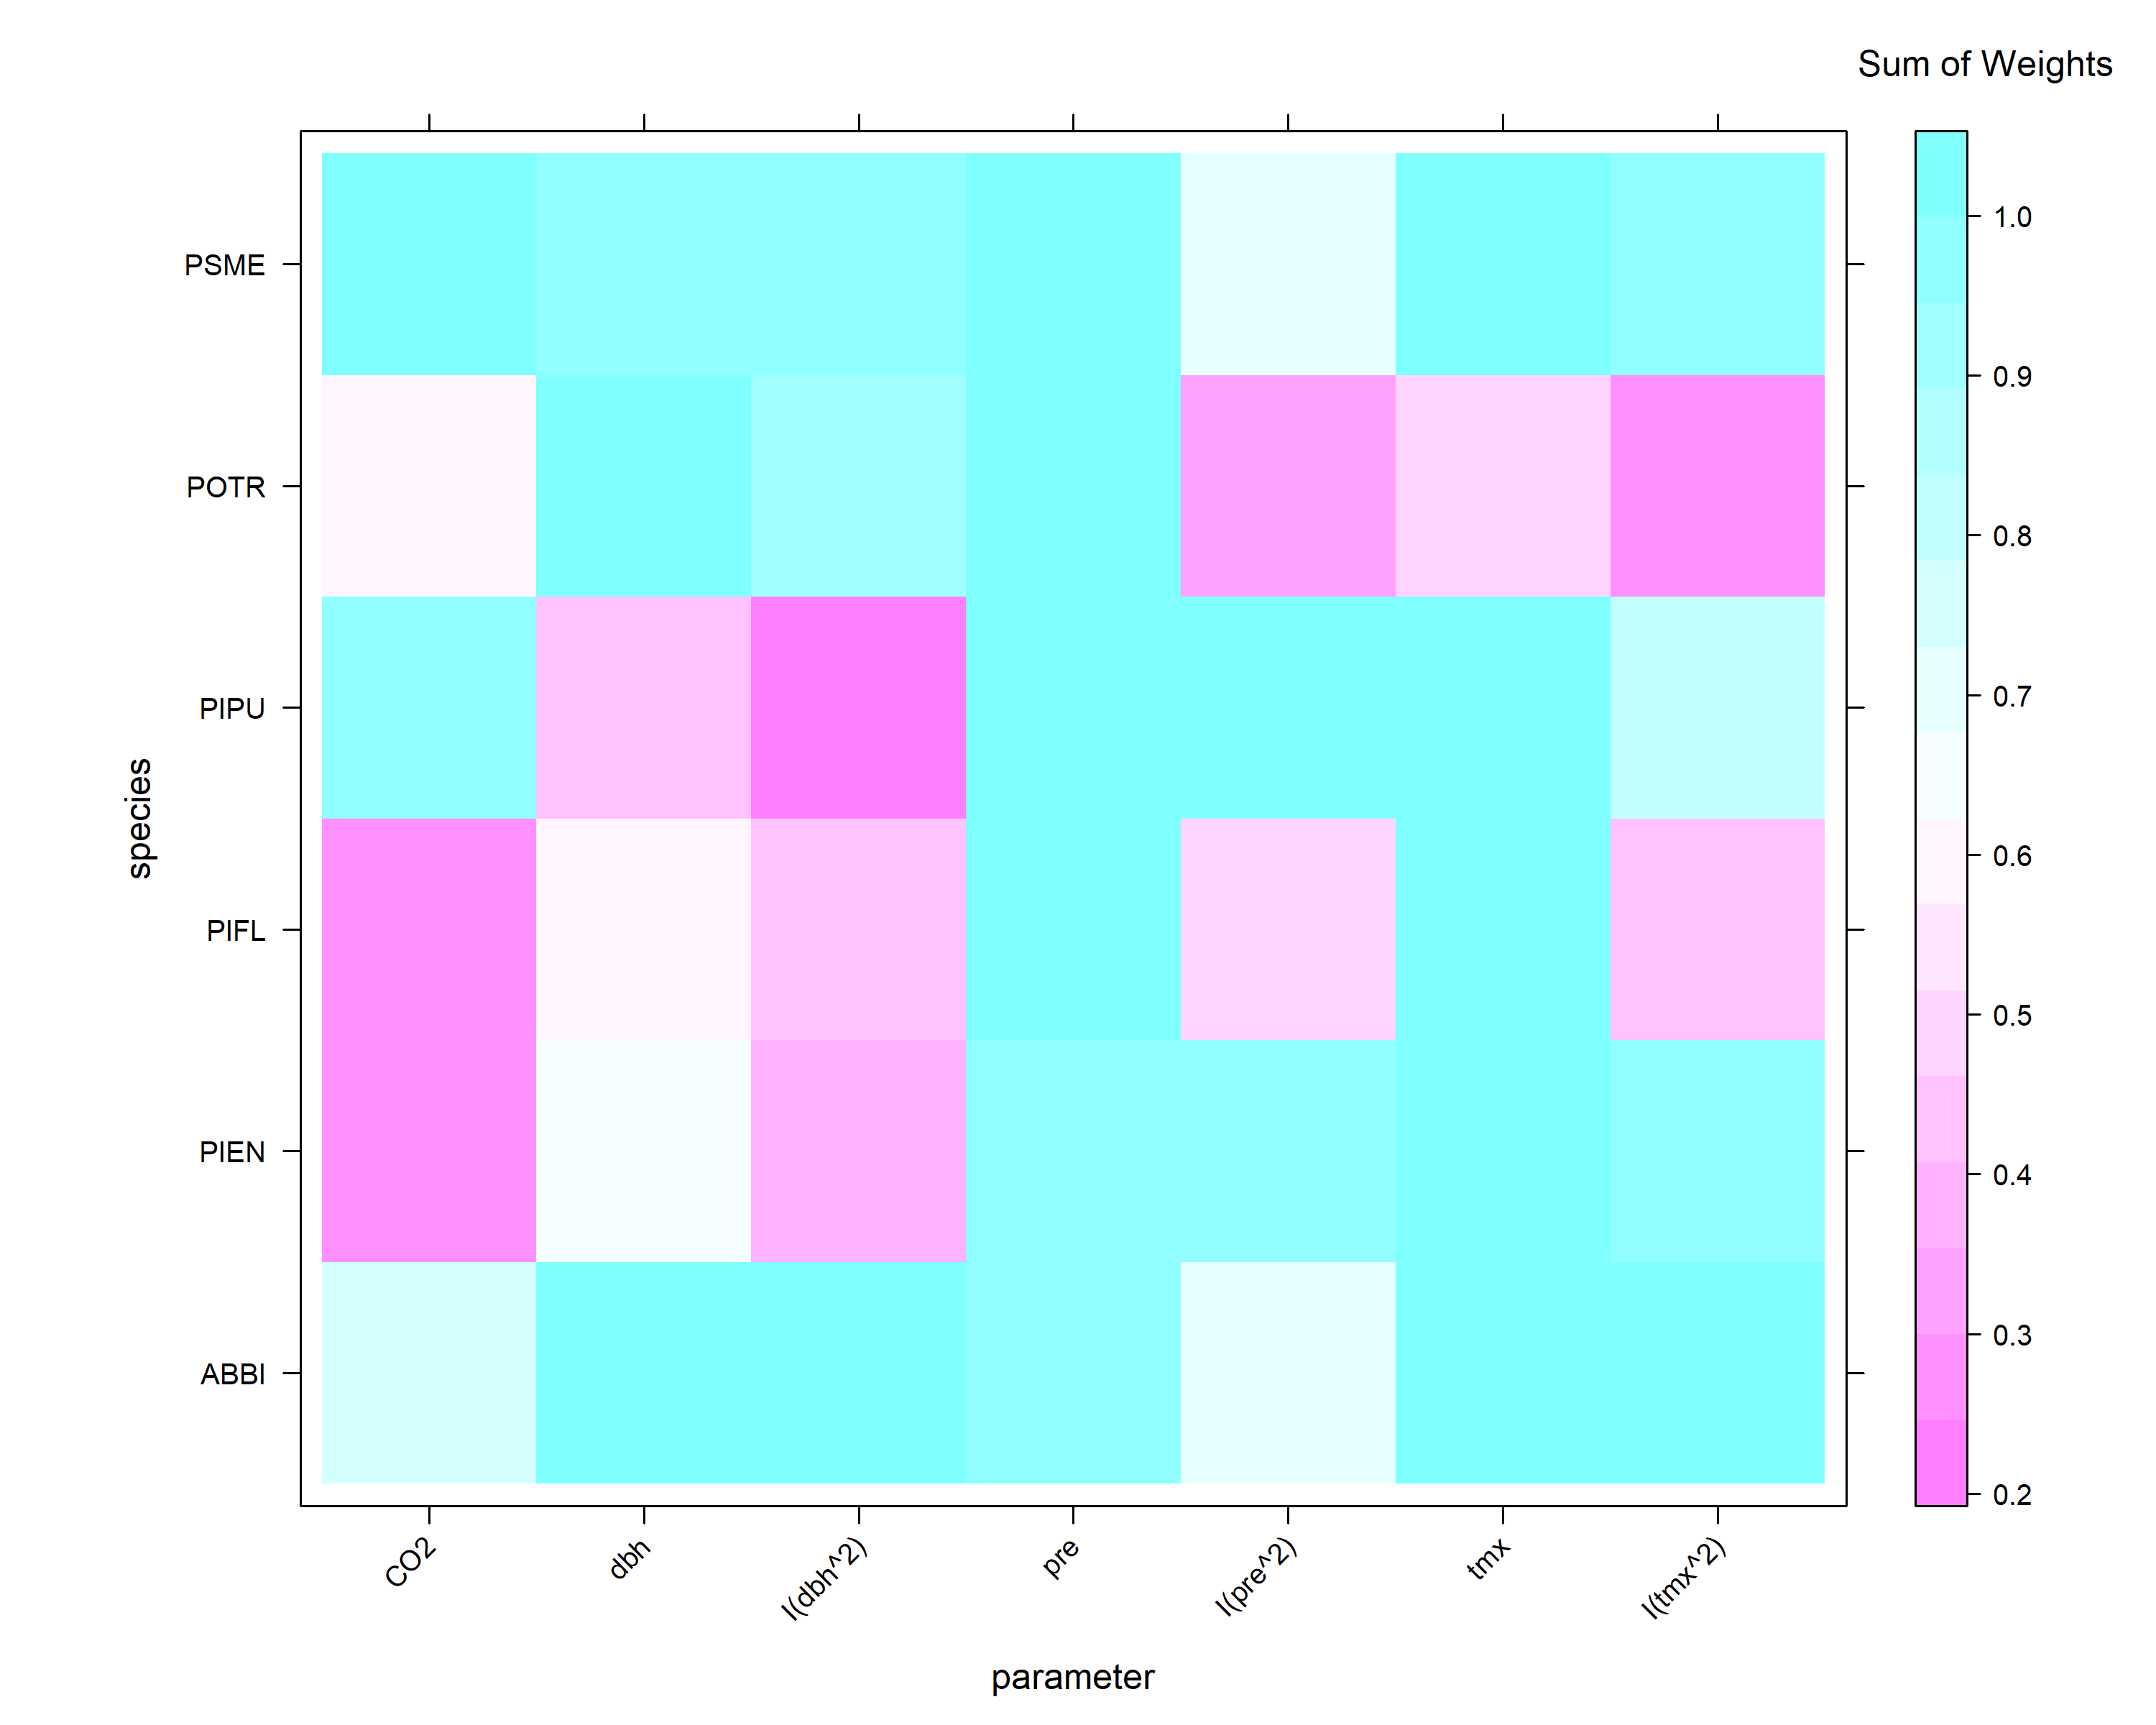 Sum of Weights
PSME
POTR
PIPU
PIFL
PIEN
ABBI
species
CO2
dbh
I(dbh^2)
pre
I(pre^2)
tmx
I(tmx^2)
parameter
1.0
0.9
0.8
0.7
0.6
0.5
0.4
0.3
0.2